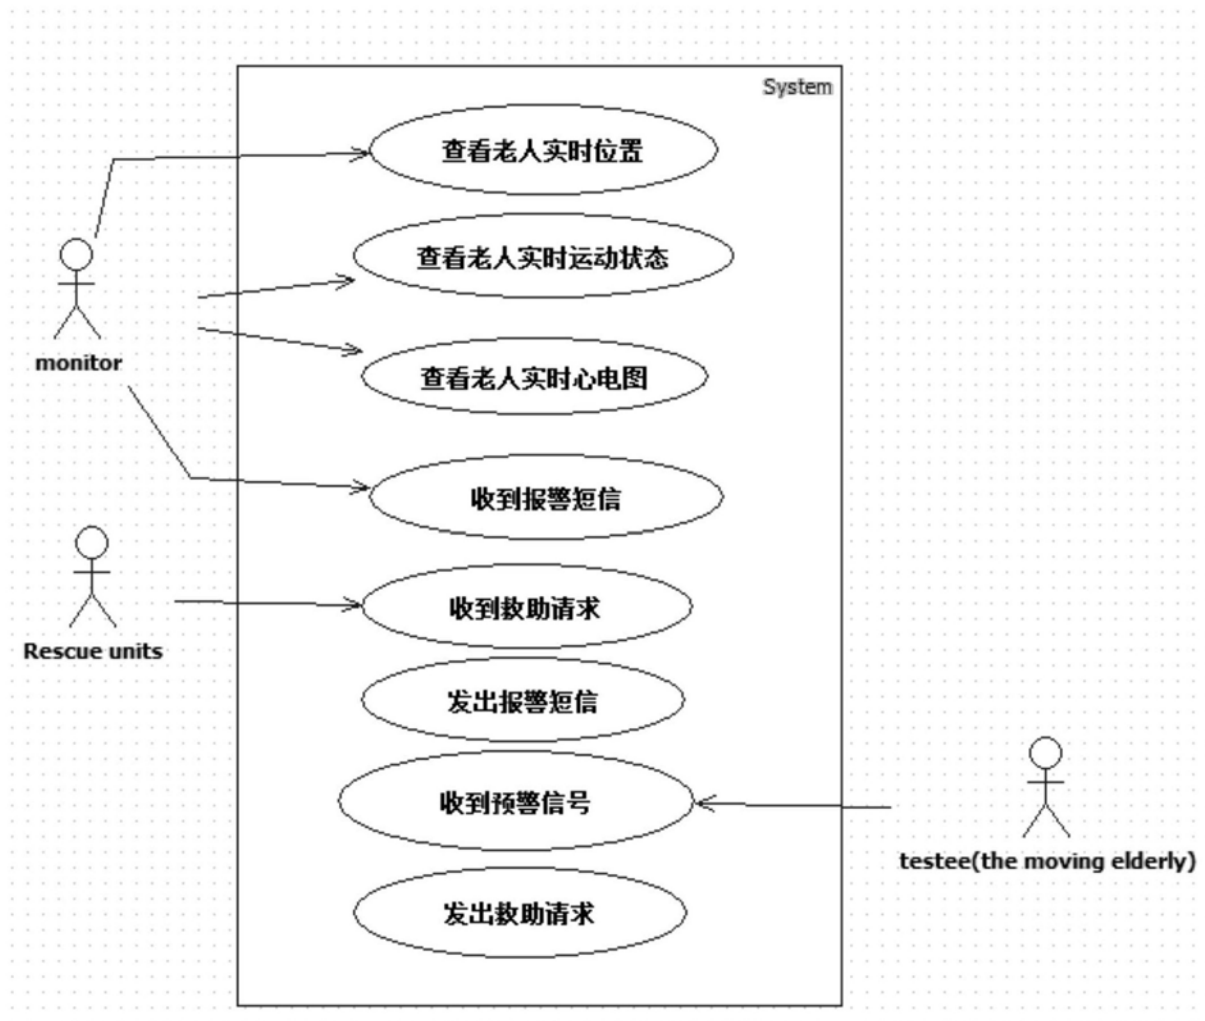 System
查看老人实时位置
查看老人实时运动状态
monitor
查看老人实时心电图
收到报警短信
收到救助请求
Rescue units
发出报警短信
收到预警信号
testee(the moving elderly)
发出救助请求